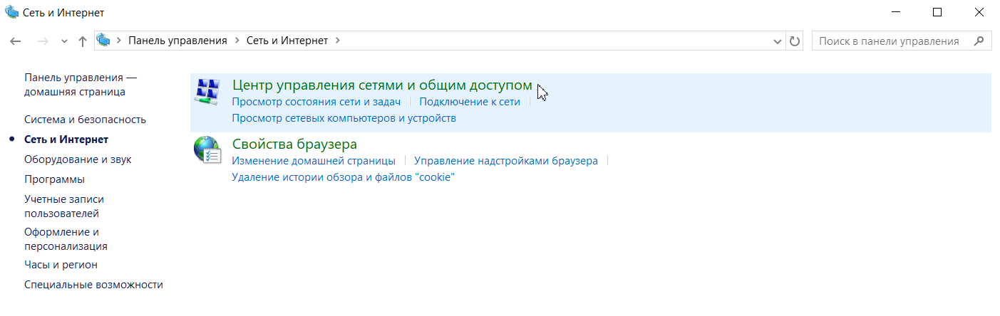 Сеть и Интернет
Панель управления
Сеть и Интернет
Поиск в панели управления
Панель управления —
домашняя страница
Система и безопасность
Сеть и Интернет
Оборудование и звук
Программы
Учетные записи
пользователей
Оформление и
персонализация
Часы и регион
Специальные возможности
Центр управления сетями и общим доступом
Просмотр состояния сети и задач
Подключение к сети
Просмотр сетевых компьютеров и устройств
Свойства браузера
Изменение домашней страницы
Управление надстройками браузера
Удаление истории обзора и файлов "cookie"